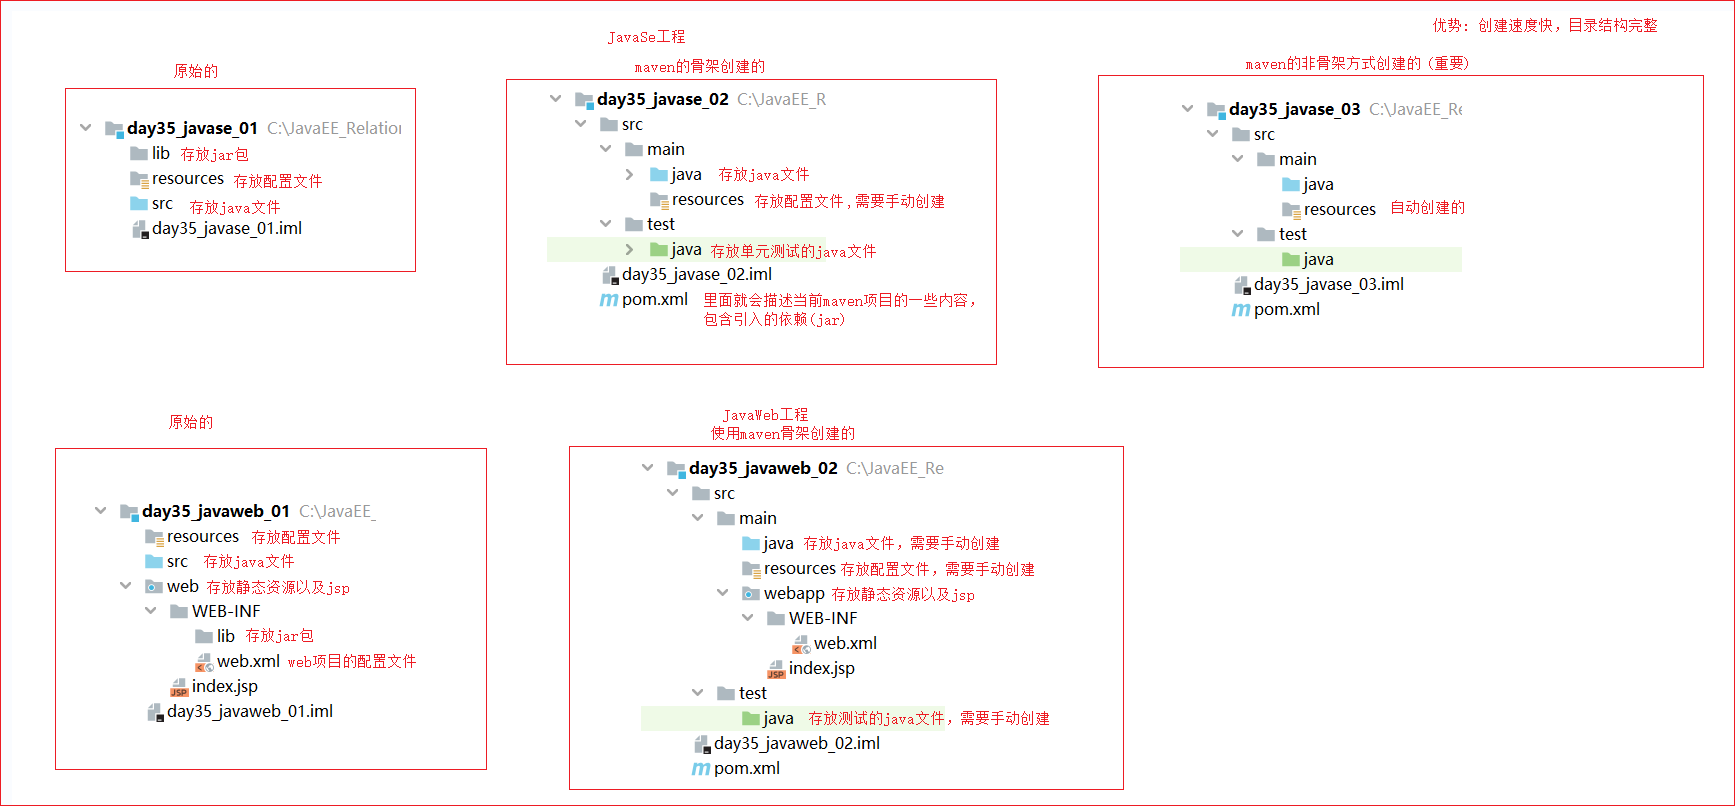 优势：创建速度快，目录结构完整
JavaSe工程
原始的
day35_javase_01 C:\JavaEE_Relation
lib 存放jar包
resources 存放配置文件
src 存放java文件
day35_javase_01.iml
maven的骨架创建的
day35_javase_02 C:\JavaEE_R
src
main
java 存放java文件
resources 存放配置文件,需要手动创建
test
java 存放单元测试的java文件
day35_javase_02.iml
pom.xml 里面就会描述当前maven项目的一些内容，
包含引入的依赖(jar)
maven的非骨架方式创建的（重要）
day35_javase_03 C:\JavaEE_Re
src
main
java
resources 自动创建的
test
java
day35_javase_03.iml
pom.xml
原始的
day35_javaweb_01 C:\JavaEE_
resources 存放配置文件
src 存放java文件
web 存放静态资源以及jsp
WEB-INF
lib 存放jar包
web.xml web项目的配置文件
index.jsp
day35_javaweb_01.iml
JavaWeb工程
使用maven骨架创建的
day35_javaweb_02 C:\JavaEE_Re
src
main
java 存放java文件，需要手动创建
resources 存放配置文件，需要手动创建
webapp 存放静态资源以及jsp
WEB-INF
web.xml
index.jsp
test
java 存放测试的java文件，需要手动创建
day35_javaweb_02.iml
pom.xml